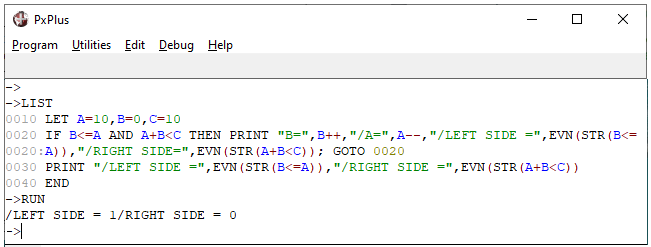 PxPlus
Program Utilities Edit Debug Help
->
->LIST
0010 LET A=10,B=0,C=10
0020 IF B<=A AND A+B<C THEN PRINT "B=",B++,"/A=",A--,"/LEFT SIDE =",EVN(STR(B<=
0020:A)),"/RIGHT SIDE=",EVN(STR(A+B<C)); GOTO 0020
0030 PRINT "/LEFT SIDE =",EVN(STR(B<=A)),"/RIGHT SIDE =",EVN(STR(A+B<C))
0040 END
->RUN
/LEFT SIDE = 1/RIGHT SIDE = 0
->